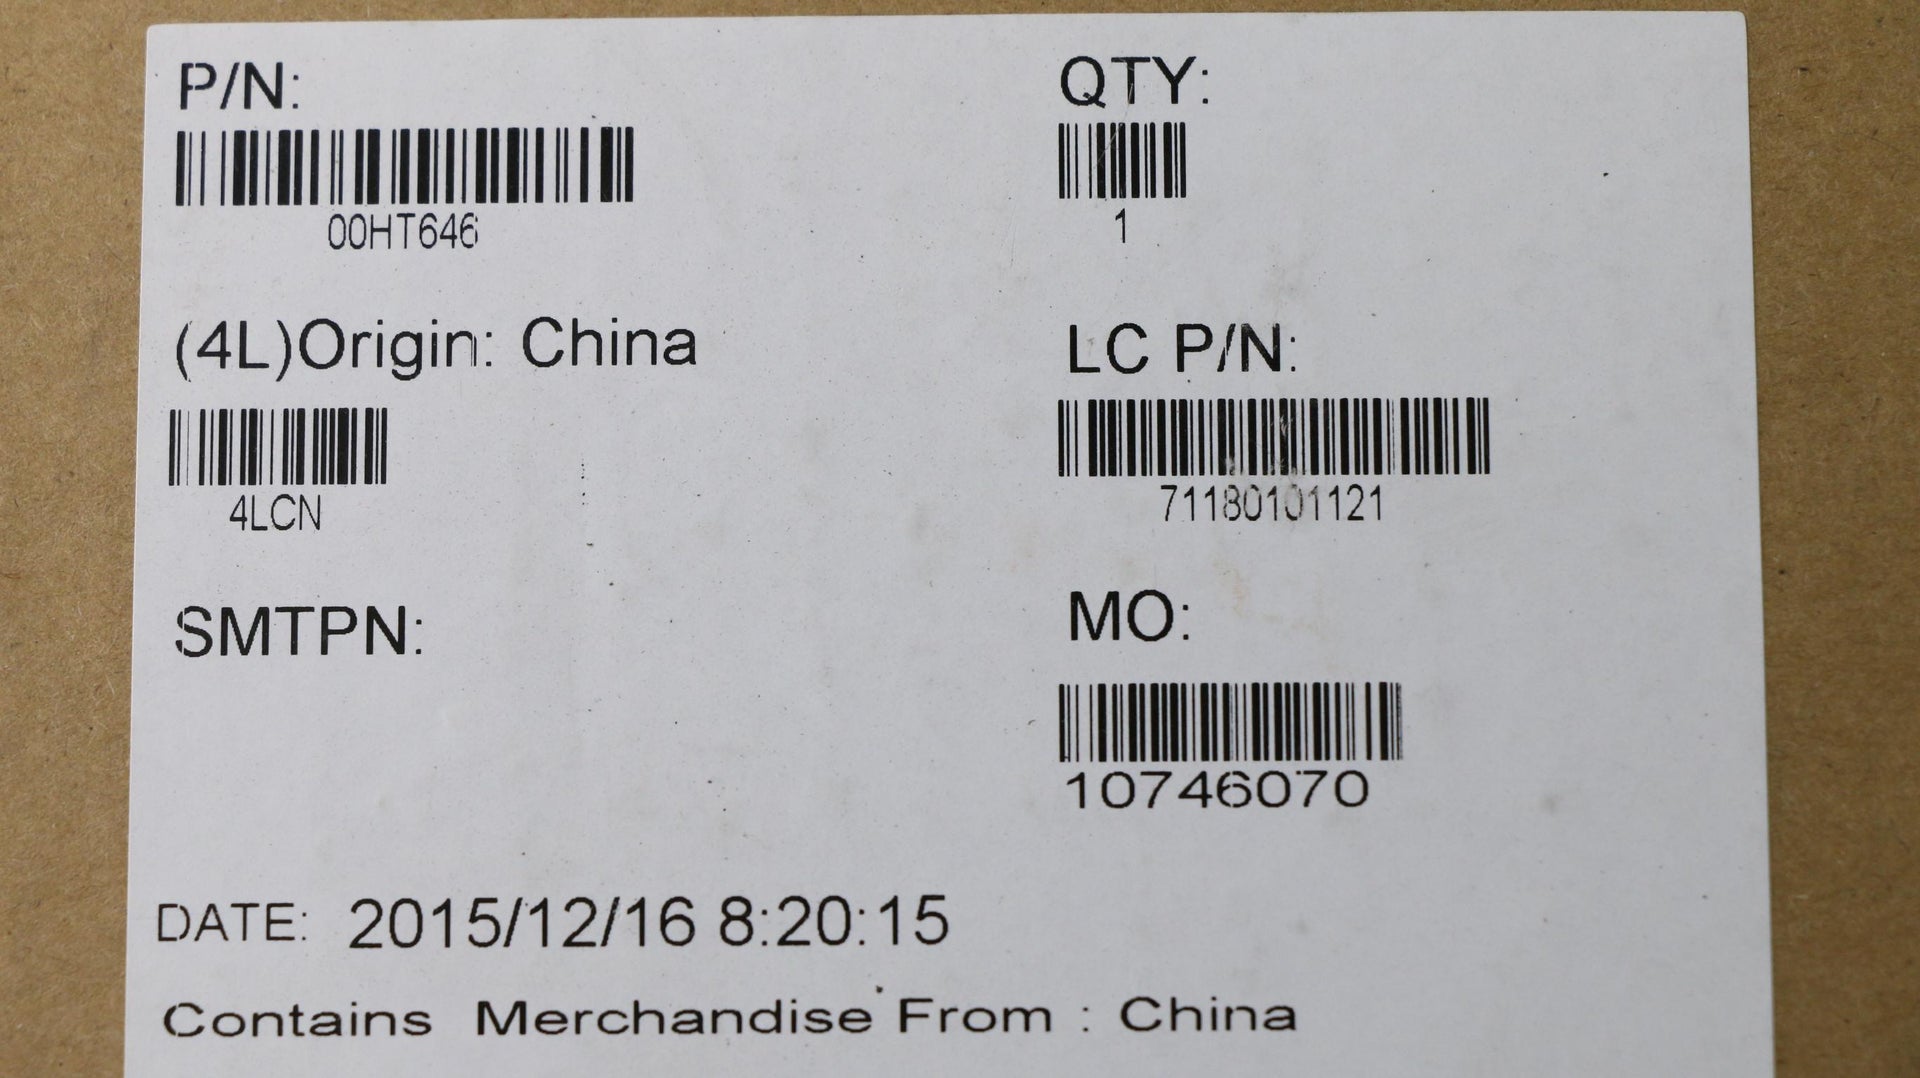 P/N:
00HT646
QTY:
1
(4L)Origin: China
4LCN
LC P/N:
71180101121
SMTPN:
MO:
10746070
DATE: 2015/12/16 8:20:15
Contains Merchandise From : China